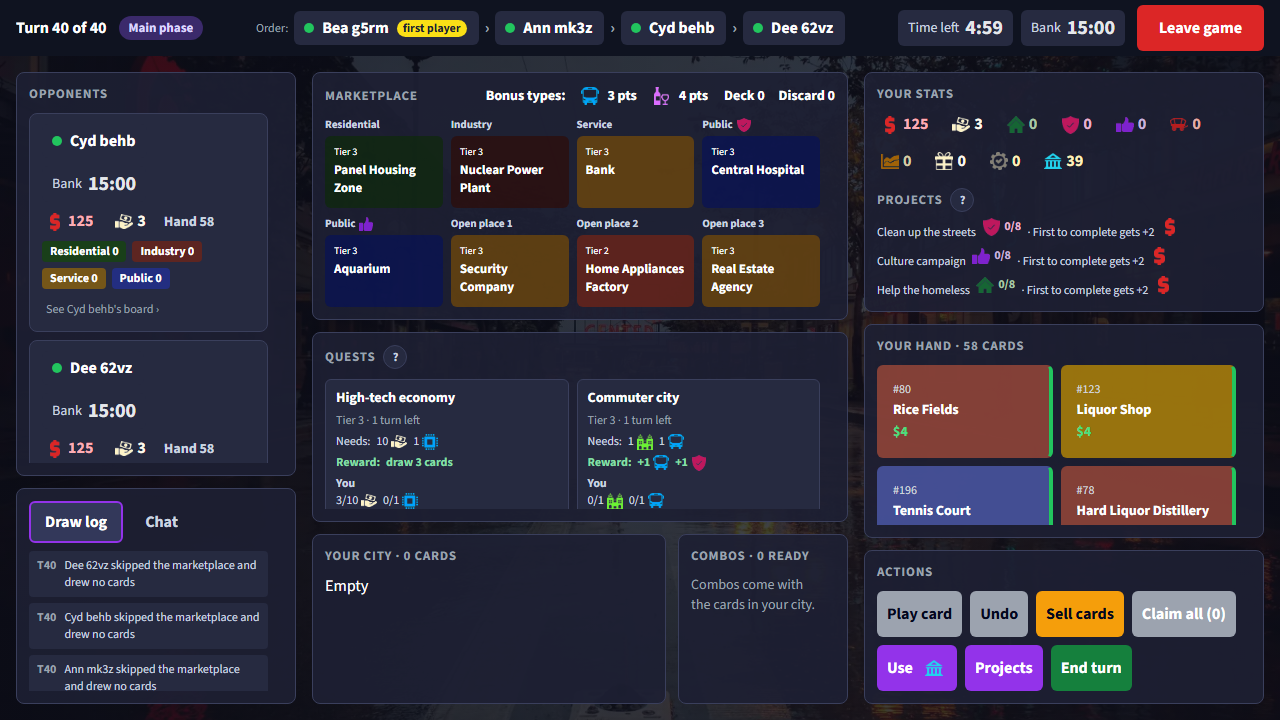 Turn 40 of 40 Main phase Order: Bea g5rm first player › Ann mk3z › Cyd behb › Dee 62vz Time left 4:59 Bank 15:00 Leave game
OPPONENTS
Cyd behb
Bank 15:00
125 3 Hand 58
Residential 0 Industry 0
Service 0 Public 0
See Cyd behb's board ›
Dee 62vz
Bank 15:00
125 3 Hand 58
Draw log Chat
T40 Dee 62vz skipped the marketplace and
drew no cards
T40 Cyd behb skipped the marketplace and
drew no cards
T40 Ann mk3z skipped the marketplace
and drew no cards
MARKETPLACE Bonus types: 3 pts 4 pts Deck 0 Discard 0
Residential Industry Service Public
Tier 3 Tier 3 Tier 3 Tier 3
Panel Housing Nuclear Power Bank Central Hospital
Zone Plant
Public Open place 1 Open place 2 Open place 3
Tier 3 Tier 3 Tier 2 Tier 3
Aquarium Security Home Appliances Real Estate
Company Factory Agency
QUESTS ?
High-tech economy
Tier 3 · 1 turn left
Needs: 10 1
Reward: draw 3 cards
You
3/10 0/1
Commuter city
Tier 3 · 1 turn left
Needs: 1 1
Reward: +1 +1
You
0/1 0/1
YOUR CITY · 0 CARDS
Empty
COMBOS · 0 READY
Combos come with
the cards in your city.
YOUR STATS
$ 125 3 0 0 0 0
0 0 0 39
PROJECTS ?
Clean up the streets 0/8 · First to complete gets +2 $
Culture campaign 0/8 · First to complete gets +2 $
Help the homeless 0/8 · First to complete gets +2 $
YOUR HAND · 58 CARDS
#80 #123
Rice Fields Liquor Shop
$4 $4
#196 #78
Tennis Court Hard Liquor Distillery
ACTIONS
Play card Undo Sell cards Claim all (0)
Use Projects End turn